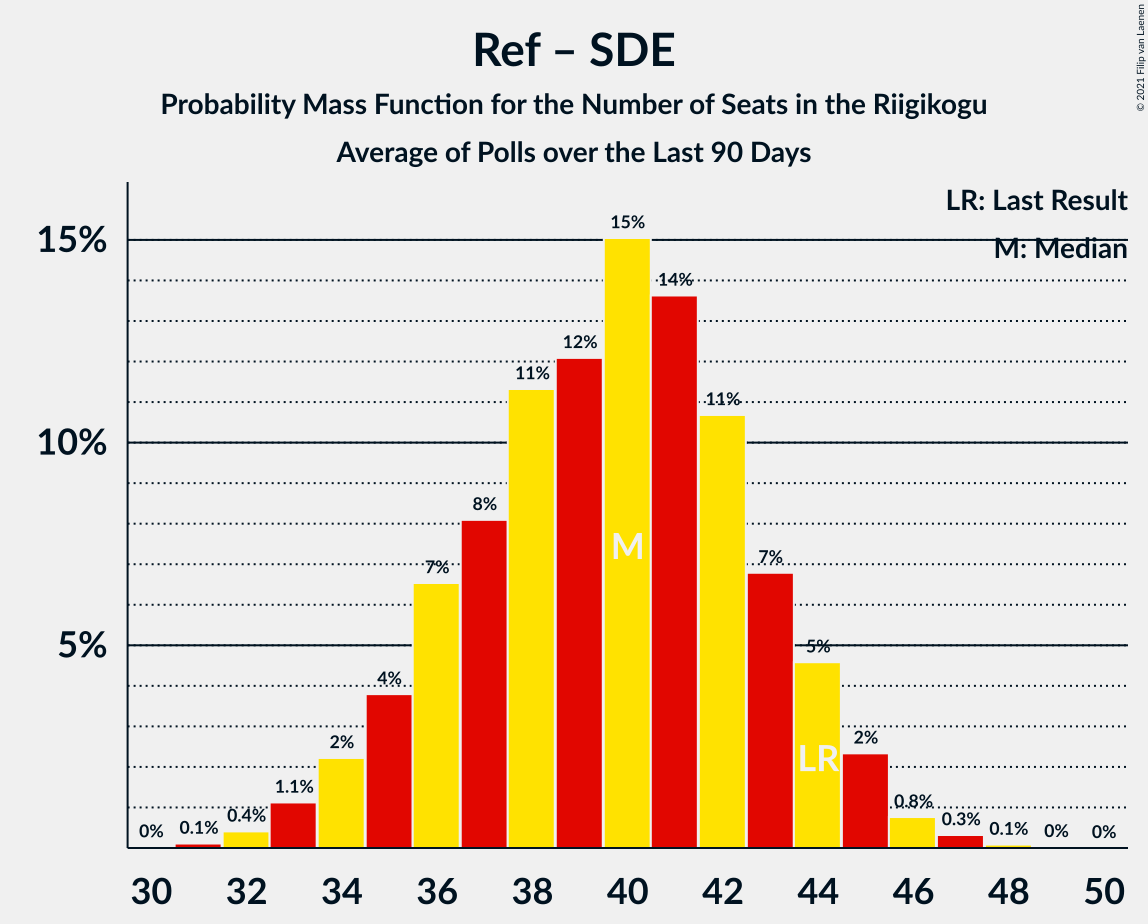 Ref – SDE
Probability Mass Function for the Number of Seats in the Riigikogu
Average of Polls over the Last 90 Days
© 2021 Filip van Laenen
LR: Last Result
M: Median
15%
10%
5%
0%
0.1%
0.4%
1.1%
2%
4%
7%
8%
11%
12%
15%
14%
11%
7%
5%
2%
0.8%
0.3%
0.1%
0%
0%
M
LR
30 32 34 36 38 40 42 44 46 48 50